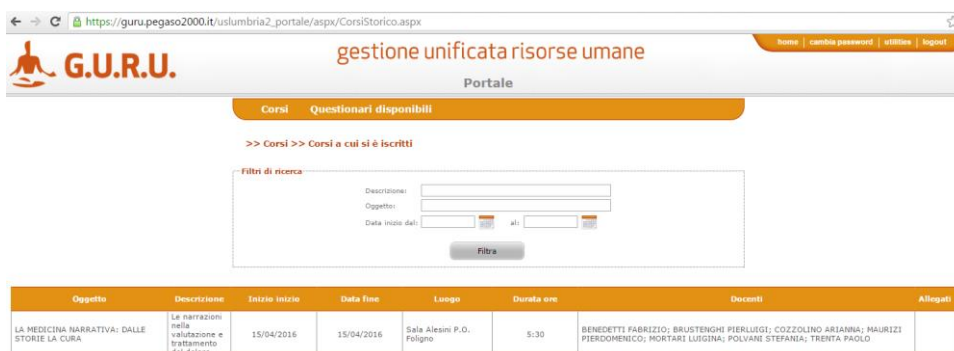 https://guru.pegaso2000.it/uslumbria2_portale/aspx/CorsiStorico.aspx
home | cambia password | utilities | logout
G.U.R.U.
gestione unificata risorse umane
Portale
Corsi Questionari disponibili
>> Corsi >> Corsi a cui si è iscritti
Filtri di ricerca
Descrizione:
Oggetto:
Data inizio dal: al:
Filtra
Oggetto Descrizione Inizio inizio Data fine Luogo Durata ore Docenti Allegati
LA MEDICINA NARRATIVA: DALLE
STORIE LA CURA
Le narrazioni
nella
valutazione e
trattamento
del dolore
15/04/2016
15/04/2016
Sala Alesini P.O.
Foligno
5:30
BENEDETTI FABRIZIO; BRUSTENGHI PIERLUIGI; COZZOLINO ARIANNA; MAURIZI
PIERDOMENICO; MORTARI LUIGINA; POLVANI STEFANIA; TRENTA PAOLO